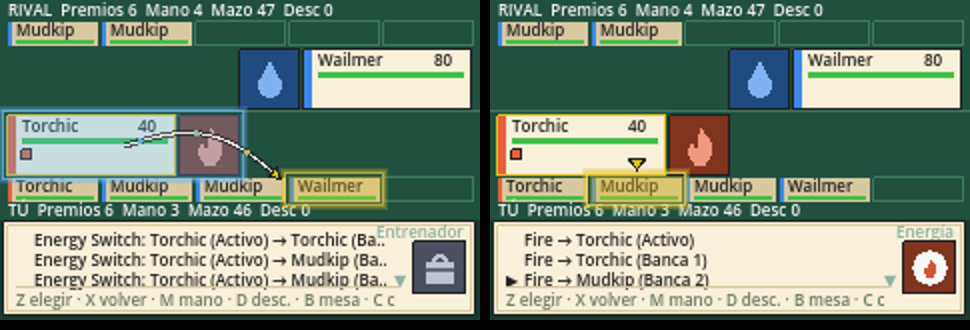 RIVAL Premios 6 Mano 4 Mazo 47 Desc 0
Mudkip Mudkip
Wailmer 80
Torchic 40
Torchic Mudkip Mudkip Wailmer
TÚ Premios 6 Mano 3 Mazo 46 Desc 0
Entrenador
Energy Switch: Torchic (Activo) → Torchic (Ba..
Energy Switch: Torchic (Activo) → Mudkip (Ba..
Energy Switch: Torchic (Activo) → Mudkip (Ba..
Z elegir · X volver · M mano · D desc. · B mesa · C c
RIVAL Premios 6 Mano 4 Mazo 47 Desc 0
Mudkip Mudkip
Wailmer 80
Torchic 40
Torchic Mudkip Mudkip Wailmer
TÚ Premios 6 Mano 3 Mazo 46 Desc 0
Energía
Fire → Torchic (Activo)
Fire → Torchic (Banca 1)
▶ Fire → Mudkip (Banca 2)
Z elegir · X volver · M mano · D desc. · B mesa · C c